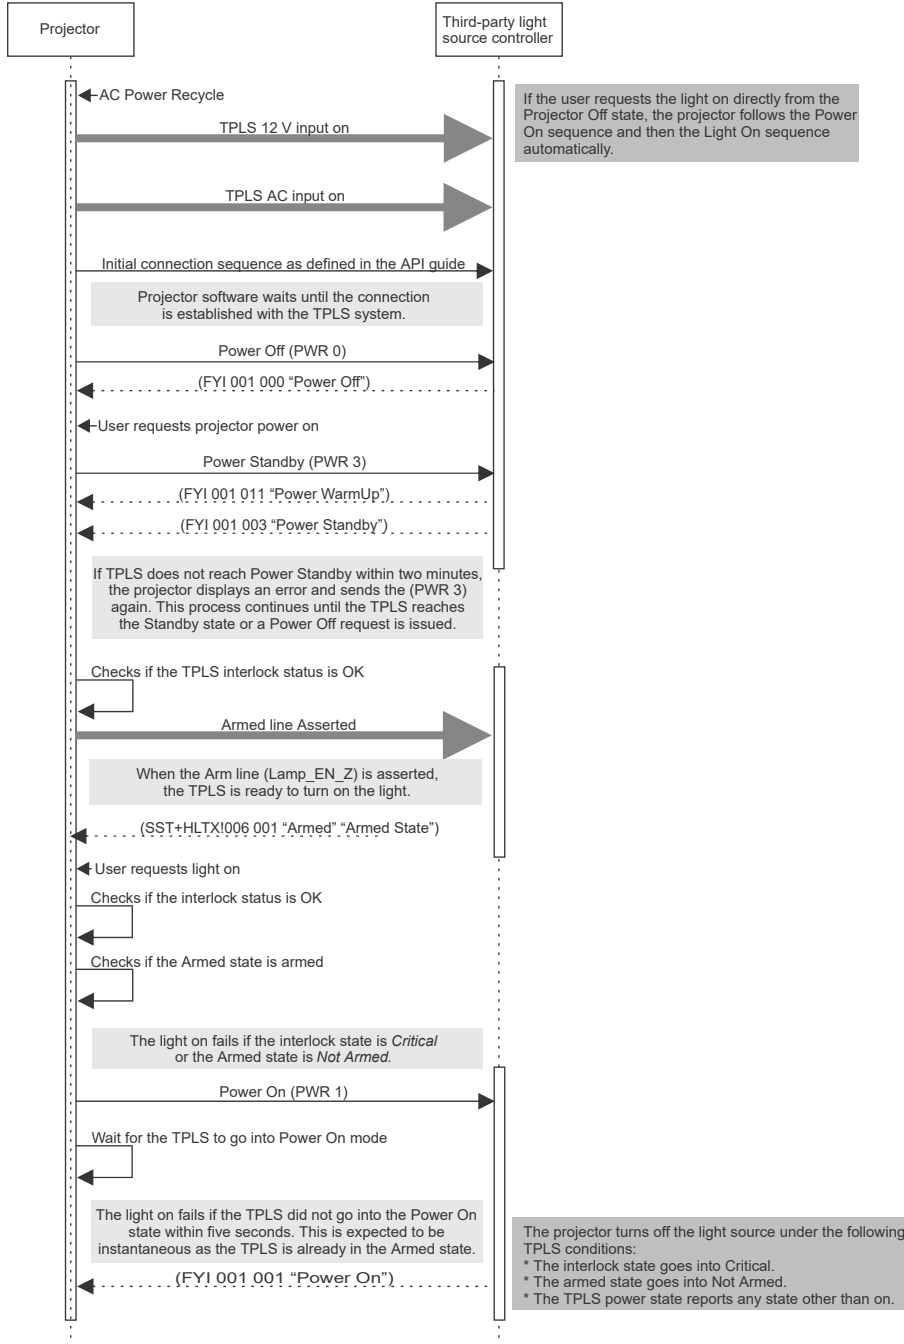 Projector
Third-party light
source controller
AC Power Recycle
If the user requests the light on directly from the
Projector Off state, the projector follows the Power
On sequence and then the Light On sequence
automatically.
TPLS 12 V input on
TPLS AC input on
Initial connection sequence as defined in the API guide
Projector software waits until the connection
is established with the TPLS system.
Power Off (PWR 0)
(FYI 001 000 “Power Off”)
User requests projector power on
Power Standby (PWR 3)
(FYI 001 011 “Power WarmUp”)
(FYI 001 003 “Power Standby”)
If TPLS does not reach Power Standby within two minutes,
the projector displays an error and sends the (PWR 3)
again. This process continues until the TPLS reaches
the Standby state or a Power Off request is issued.
Checks if the TPLS interlock status is OK
Armed line Asserted
When the Arm line (Lamp_EN_Z) is asserted,
the TPLS is ready to turn on the light.
(SST+HLTX!006 001 “Armed” “Armed State”)
User requests light on
Checks if the interlock status is OK
Checks if the Armed state is armed
The light on fails if the interlock state is Critical
or the Armed state is Not Armed.
Power On (PWR 1)
Wait for the TPLS to go into Power On mode
The light on fails if the TPLS did not go into the Power On
state within five seconds. This is expected to be
instantaneous as the TPLS is already in the Armed state.
(FYI 001 001 “Power On”)
The projector turns off the light source under the following
TPLS conditions:
* The interlock state goes into Critical.
* The armed state goes into Not Armed.
* The TPLS power state reports any state other than on.